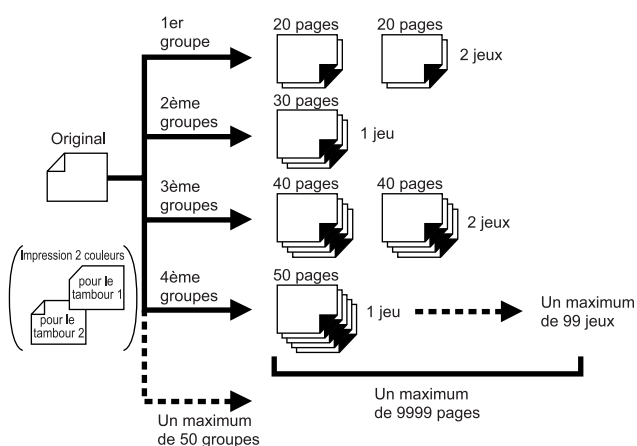 1er
groupe
20 pages
20 pages
2 jeux
2ème
groupes
30 pages
1 jeu
Original
3ème
groupes
40 pages
40 pages
2 jeux
Impression 2 couleurs
pour le
tambour 1
pour le
tambour 2
4ème
groupes
50 pages
1 jeu
Un maximum
de 99 jeux
Un maximum
de 9999 pages
Un maximum
de 50 groupes